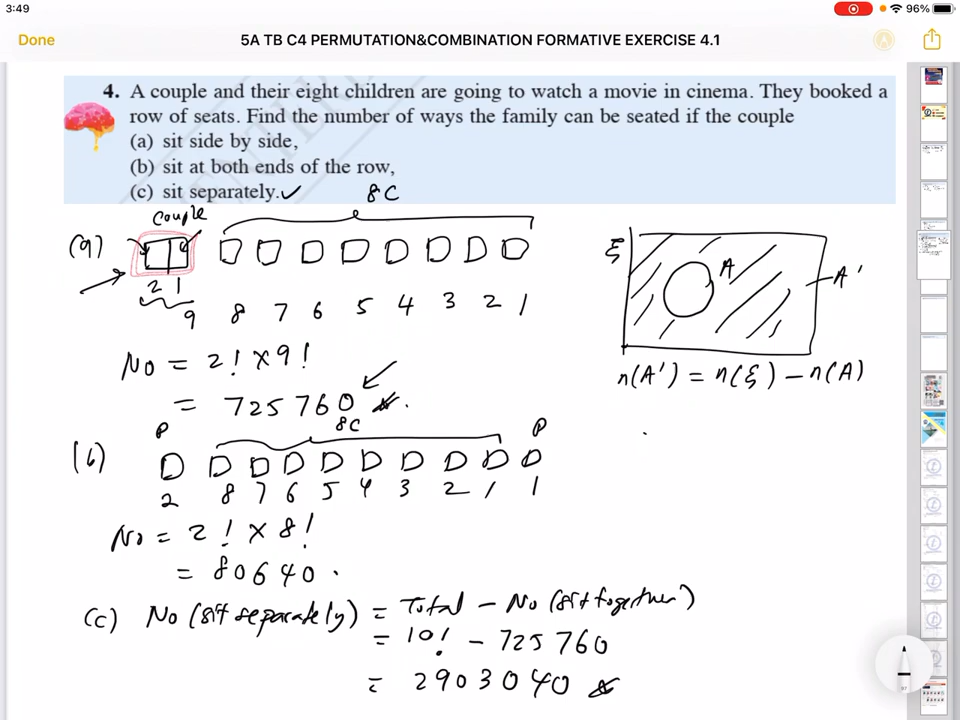 3:49
96%
Done
5A TB C4 PERMUTATION&COMBINATION FORMATIVE EXERCISE 4.1
4. A couple and their eight children are going to watch a movie in cinema. They booked a
row of seats. Find the number of ways the family can be seated if the couple
(a) sit side by side,
(b) sit at both ends of the row,
(c) sit separately. ✓
couple
8C
(a)
2 1
9 8 7 6 5 4 3 2 1
No = 2! × 9!
= 725 760
ξ
A
A'
n(A') = n(ξ) – n(A)
P 8C P
(b)
2 8 7 6 5 4 3 2 1 1
No = 2! × 8!
= 80640
(c) No (sit separately) = Total – No (sit together)
= 10! – 725 760
= 2903040